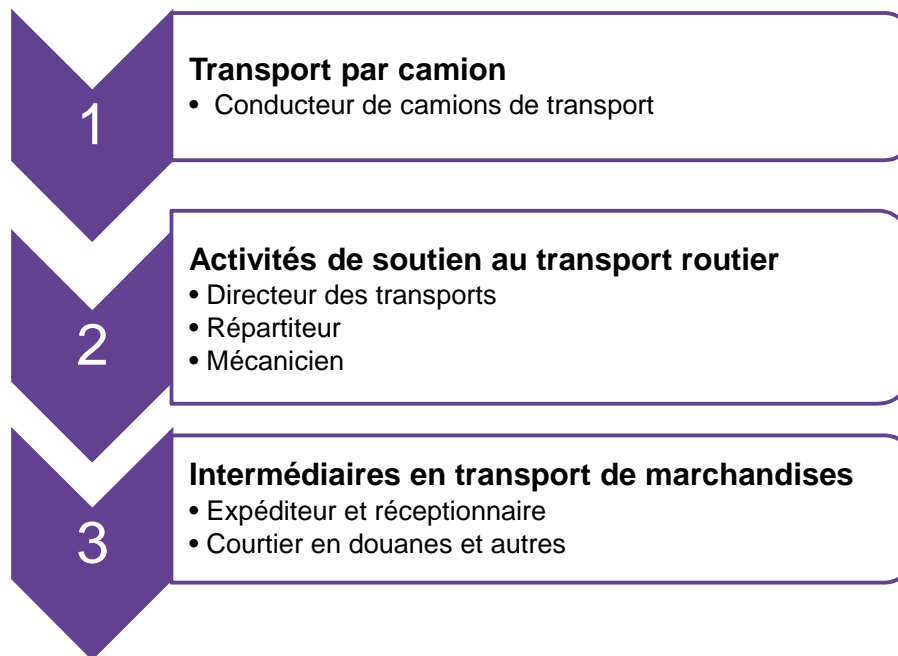 1
Transport par camion
• Conducteur de camions de transport
2
Activités de soutien au transport routier
• Directeur des transports
• Répartiteur
• Mécanicien
3
Intermédiaires en transport de marchandises
• Expéditeur et réceptionnaire
• Courtier en douanes et autres